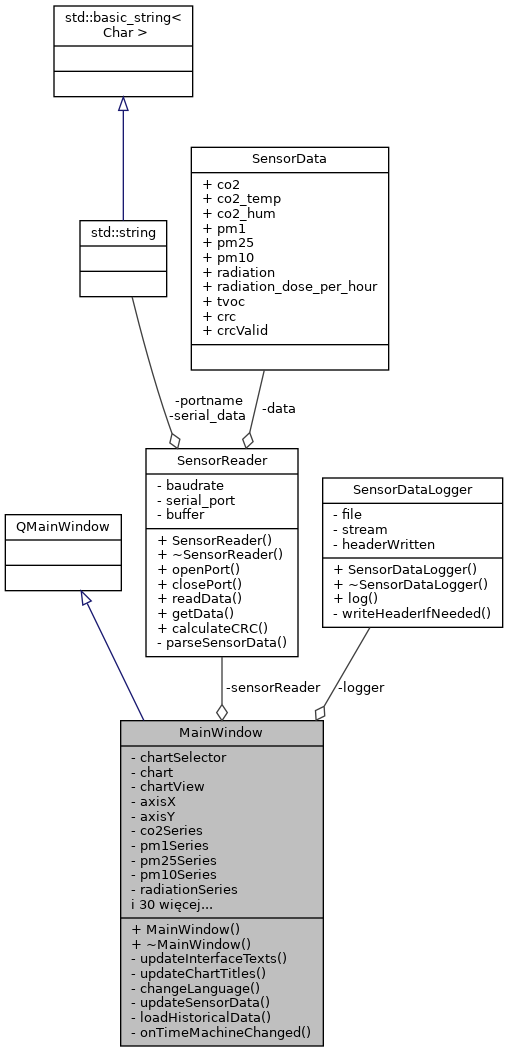 std::basic_string<
Char >
SensorData
+ co2
+ co2_temp
+ co2_hum
+ pm1
+ pm25
+ pm10
+ radiation
+ radiation_dose_per_hour
+ tvoc
+ crc
+ crcValid
std::string
-portname
-serial_data
-data
SensorReader
- baudrate
- serial_port
- buffer
+ SensorReader()
+ ~SensorReader()
+ openPort()
+ closePort()
+ readData()
+ getData()
+ calculateCRC()
- parseSensorData()
SensorDataLogger
- file
- stream
- headerWritten
+ SensorDataLogger()
+ ~SensorDataLogger()
+ log()
- writeHeaderIfNeeded()
QMainWindow
-sensorReader
-logger
MainWindow
- chartSelector
- chart
- chartView
- axisX
- axisY
- co2Series
- pm1Series
- pm25Series
- pm10Series
- radiationSeries
i 30 więcej...
+ MainWindow()
+ ~MainWindow()
- updateInterfaceTexts()
- updateChartTitles()
- changeLanguage()
- updateSensorData()
- loadHistoricalData()
- onTimeMachineChanged()